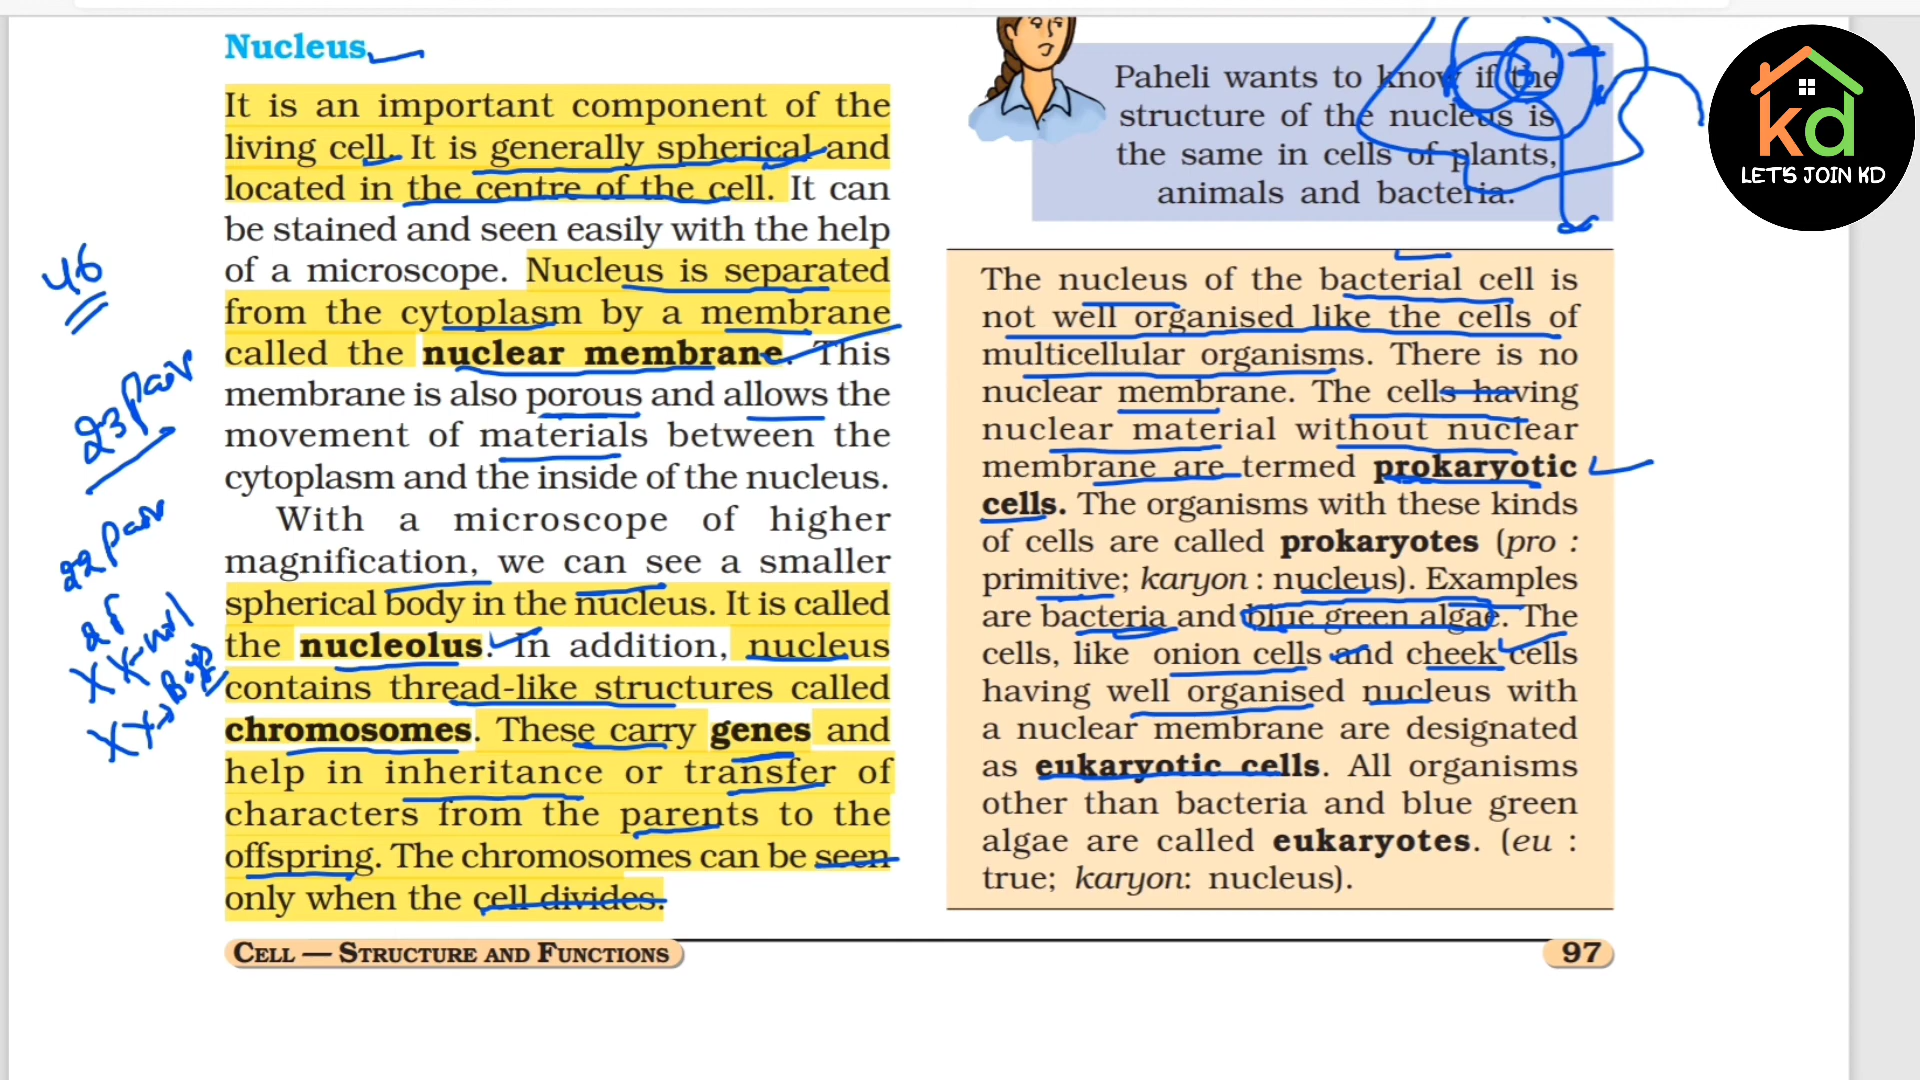 Nucleus
It is an important component of the
living cell. It is generally spherical and
located in the centre of the cell. It can
be stained and seen easily with the help
of a microscope. Nucleus is separated
from the cytoplasm by a membrane
called the nuclear membrane. This
membrane is also porous and allows the
movement of materials between the
cytoplasm and the inside of the nucleus.
With a microscope of higher
magnification, we can see a smaller
spherical body in the nucleus. It is called
the nucleolus. In addition, nucleus
contains thread-like structures called
chromosomes. These carry genes and
help in inheritance or transfer of
characters from the parents to the
offspring. The chromosomes can be seen
only when the cell divides.
46
23 pair
22 pair
XX
XY → Boys
Paheli wants to know if the
structure of the nucleus is
the same in cells of plants,
animals and bacteria.
kd
LET'S JOIN KD
The nucleus of the bacterial cell is
not well organised like the cells of
multicellular organisms. There is no
nuclear membrane. The cells having
nuclear material without nuclear
membrane are termed prokaryotic
cells. The organisms with these kinds
of cells are called prokaryotes (pro :
primitive; karyon : nucleus). Examples
are bacteria and blue green algae. The
cells, like onion cells and cheek cells
having well organised nucleus with
a nuclear membrane are designated
as eukaryotic cells. All organisms
other than bacteria and blue green
algae are called eukaryotes. (eu :
true; karyon: nucleus).
CELL — STRUCTURE AND FUNCTIONS
97